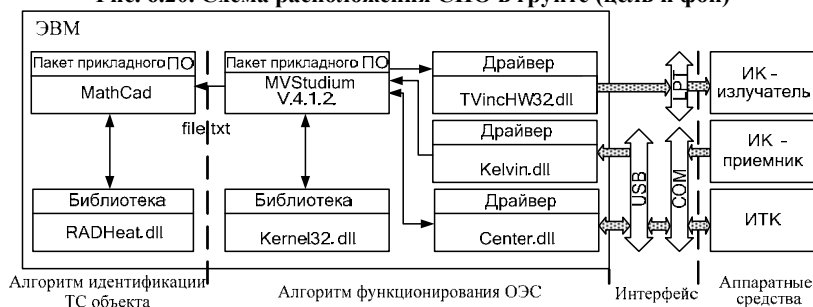 Рис. 6.20. Схема расположения СПО в грунте (цель и фон)
ЭВМ
Пакет прикладного ПО
MathCad
Пакет прикладного ПО
MVStudium
V.4.1.2.
Драйвер
TVincHW32.dll
LPT
ИК -
излучатель
file.txt
Драйвер
Kelvin.dll
USB
COM
ИК -
приемник
Библиотека
RADHeat.dll
Библиотека
Kernel32.dll
Драйвер
Center.dll
ИТК
Алгоритм идентификации
ТС объекта
Алгоритм функционирования ОЭС
Интерфейс
Аппаратные
средства